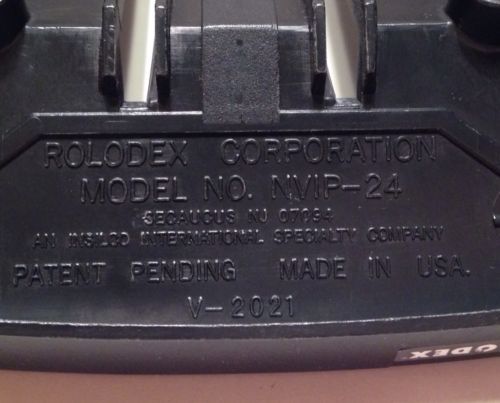 ROLODEX CORPORATION
MODEL NO. NVIP-24
SECAUCUS NJ 07094
AN INSILCO INTERNATIONAL SPECIALTY COMPANY
PATENT PENDING MADE IN USA.
V-2021
ODEX